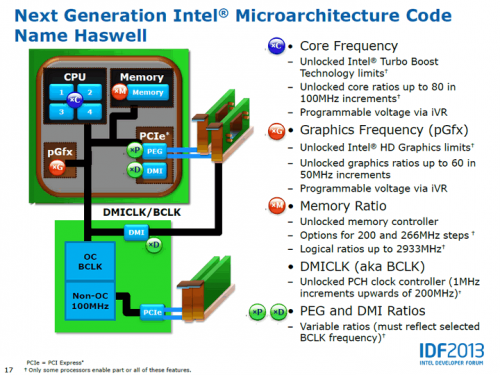 Next Generation Intel® Microarchitecture Code
Name Haswell
CPU
1
2
xC
3
4
Memory
xM
Memory
PCIe*
pGfx
xG
xP
PEG
xD
DMI
DMICLK/BCLK
DMI
xD
OC
BCLK
Non-OC
100MHz
PCIe
xC • Core Frequency
– Unlocked Intel® Turbo Boost
Technology limits†
– Unlocked core ratios up to 80 in
100MHz increments†
– Programmable voltage via iVR
xG • Graphics Frequency (pGfx)
– Unlocked Intel® HD Graphics limits†
– Unlocked graphics ratios up to 60 in
50MHz increments
– Programmable voltage via iVR
xM • Memory Ratio
– Unlocked memory controller
– Options for 200 and 266MHz steps †
– Logical ratios up to 2933MHz†
• DMICLK (aka BCLK)
– Unlocked PCH clock controller (1MHz
increments upwards of 200MHz)†
xP xD • PEG and DMI Ratios
– Variable ratios (must reflect selected
BCLK frequency)†
PCIe = PCI Express*
17 † Only some processors enable part or all of these features.
IDF2013
INTEL DEVELOPER FORUM